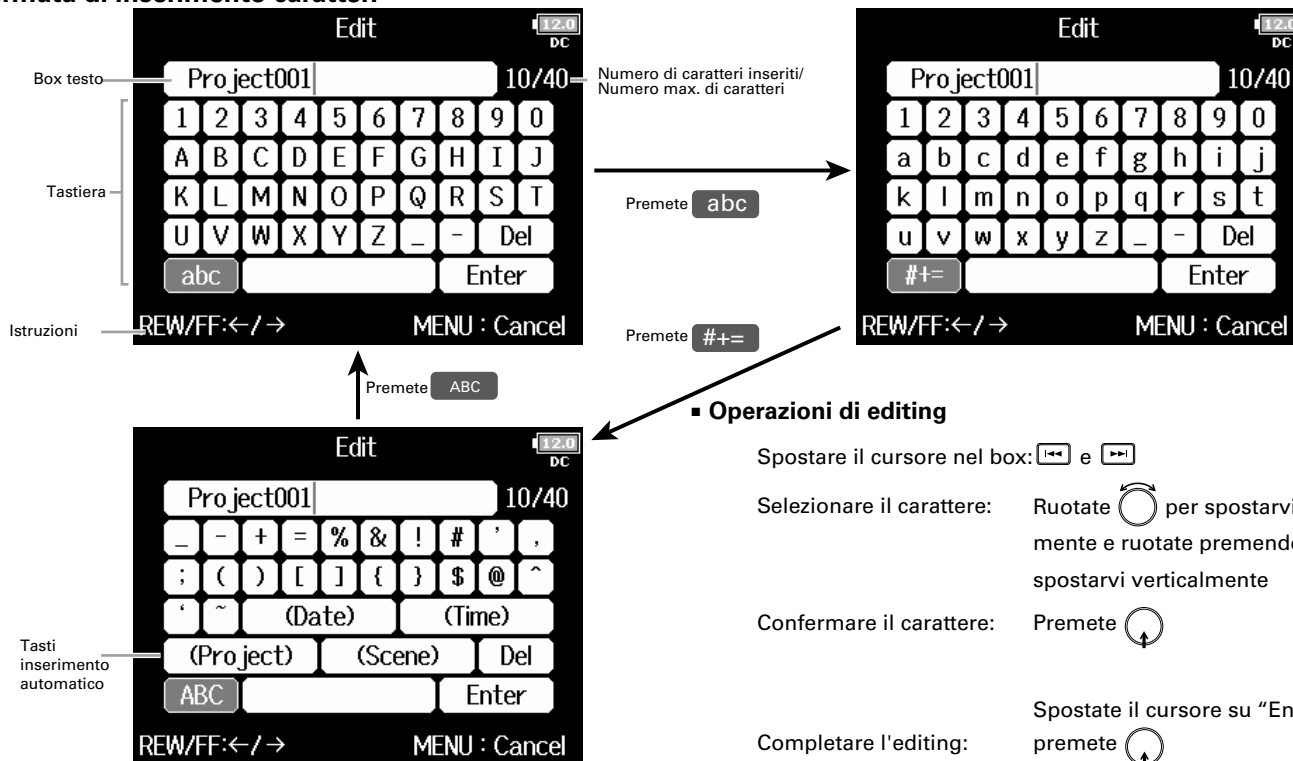 Edit
12.0
DC
Box testo
Project001
10/40
Numero di caratteri inseriti/
Numero max. di caratteri
1 2 3 4 5 6 7 8 9 0
A B C D E F G H I J
Tastiera
K L M N O P Q R S T
U V W X Y Z _ - Del
abc Enter
Istruzioni
REW/FF:←/→ MENU : Cancel
Premete abc
Premete #+=
Edit
DC
Project001
10/40
1 2 3 4 5 6 7 8 9 0
a b c d e f g h i j
k l m n o p q r s t
u v w x y z _ - Del
#+= Enter
REW/FF:←/→ MENU : Cancel
Premete ABC
Edit
12.0
DC
Project001
10/40
_ - + = % & ! # ' ,
; ( ) [ ] { } $ @ ^
‘ ~ (Date) (Time)
Tasti
inserimento
automatico
(Project) (Scene) Del
ABC Enter
REW/FF:←/→ MENU : Cancel
▪ Operazioni di editing
Spostare il cursore nel box: e
Selezionare il carattere: Ruotate per spostarvi
mente e ruotate
spostarvi verticalmente
Confermare il carattere: Premete
Spostate il cursore su
Completare l'editing: premete